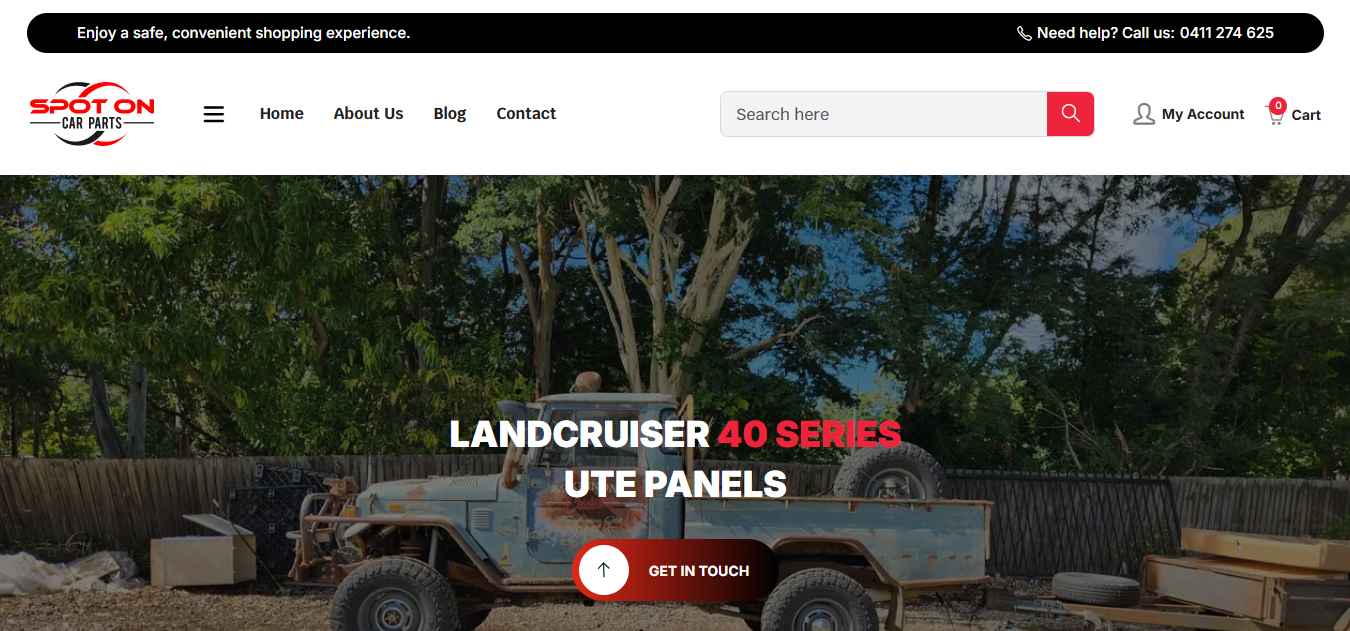 Enjoy a safe, convenient shopping experience.
Need help? Call us: 0411 274 625
SPOT ON
CAR PARTS
Home About Us Blog Contact
Search here
My Account
0
Cart
LANDCRUISER 40 SERIES
UTE PANELS
GET IN TOUCH